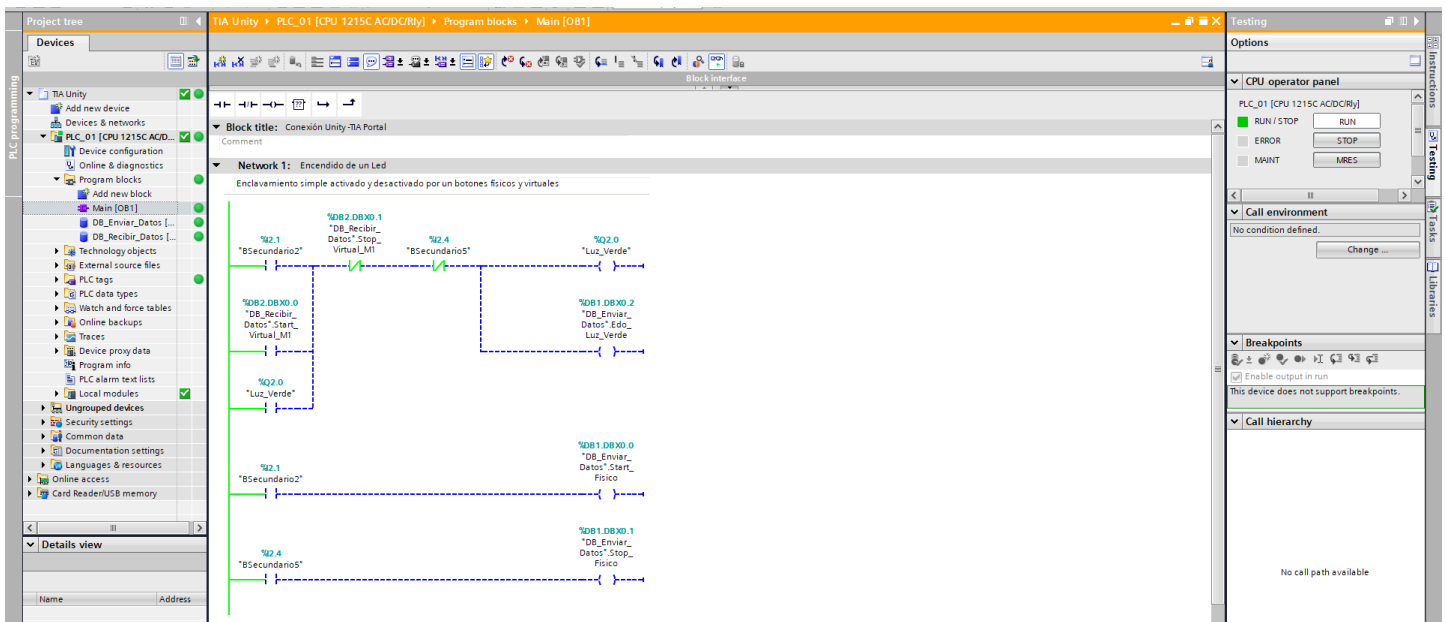 Project tree
TIA Unity ▸ PLC_01 [CPU 1215C AC/DC/Rly] ▸ Program blocks ▸ Main [OB1]
Testing
Devices
Options
Block interface
PLC programming
TIA Unity
Add new device
Devices & networks
PLC_01 [CPU 1215C AC/D...
Device configuration
Online & diagnostics
Program blocks
Add new block
Main [OB1]
DB_Enviar_Datos [...
DB_Recibir_Datos [...
Technology objects
External source files
PLC tags
PLC data types
Watch and force tables
Online backups
Traces
Device proxy data
Program info
PLC alarm text lists
Local modules
Ungrouped devices
Security settings
Common data
Documentation settings
Languages & resources
Online access
Card Reader/USB memory
Details view
Name
Address
Block title: Conexión Unity -TIA Portal
Comment
Network 1: Encendido de un Led
Enclavamiento simple activado y desactivado por un botones físicos y virtuales
%I2.1
"BSecundario2"
%DB2.DBX0.1
"DB_Recibir_
Datos".Stop_
Virtual_M1
%I2.4
"BSecundario5"
%Q2.0
"Luz_Verde"
%DB2.DBX0.0
"DB_Recibir_
Datos".Start_
Virtual_M1
%DB1.DBX0.2
"DB_Enviar_
Datos".Edo_
Luz_Verde
%Q2.0
"Luz_Verde"
%I2.1
"BSecundario2"
%DB1.DBX0.0
"DB_Enviar_
Datos".Start_
Fisico
%I2.4
"BSecundario5"
%DB1.DBX0.1
"DB_Enviar_
Datos".Stop_
Fisico
CPU operator panel
PLC_01 [CPU 1215C AC/DC/Rly]
RUN / STOP
RUN
ERROR
STOP
MAINT
MRES
Call environment
No condition defined.
Change ...
Breakpoints
Enable output in run
This device does not support breakpoints.
Call hierarchy
No call path available
Instructions
Testing
Tasks
Libraries